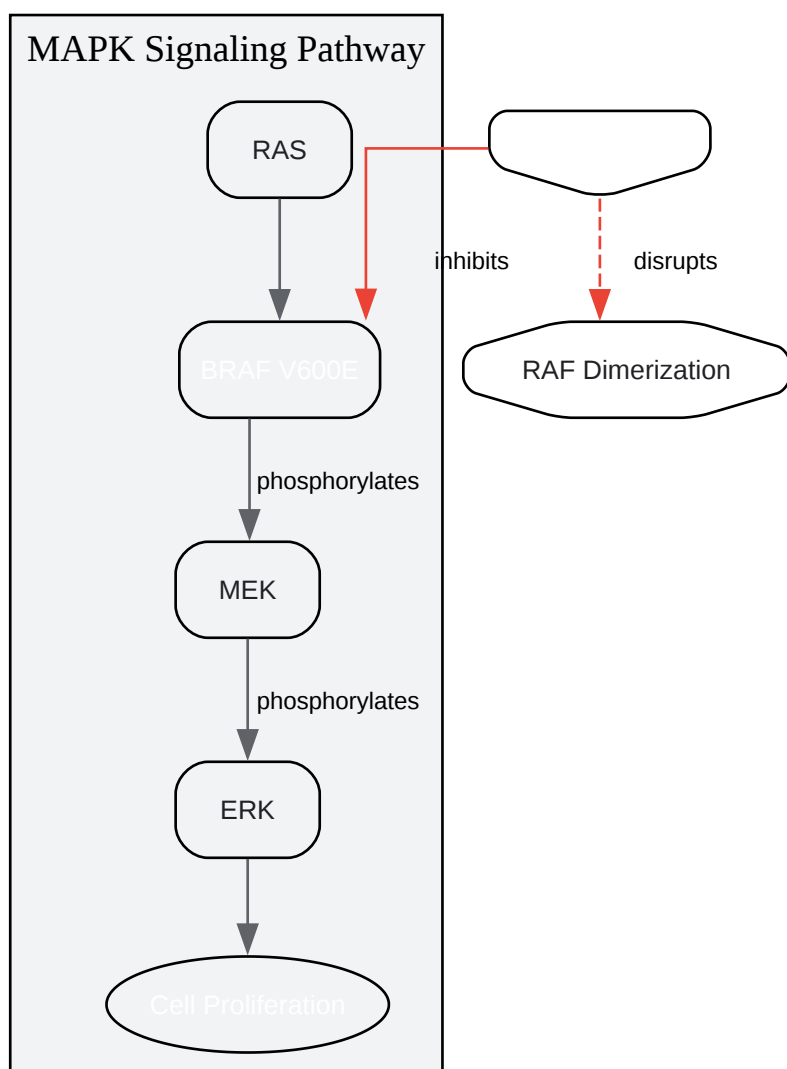 MAPK Signaling Pathway
RAS
inhibits
disrupts
BRAF V600E
RAF Dimerization
phosphorylates
MEK
phosphorylates
ERK
Cell Proliferation